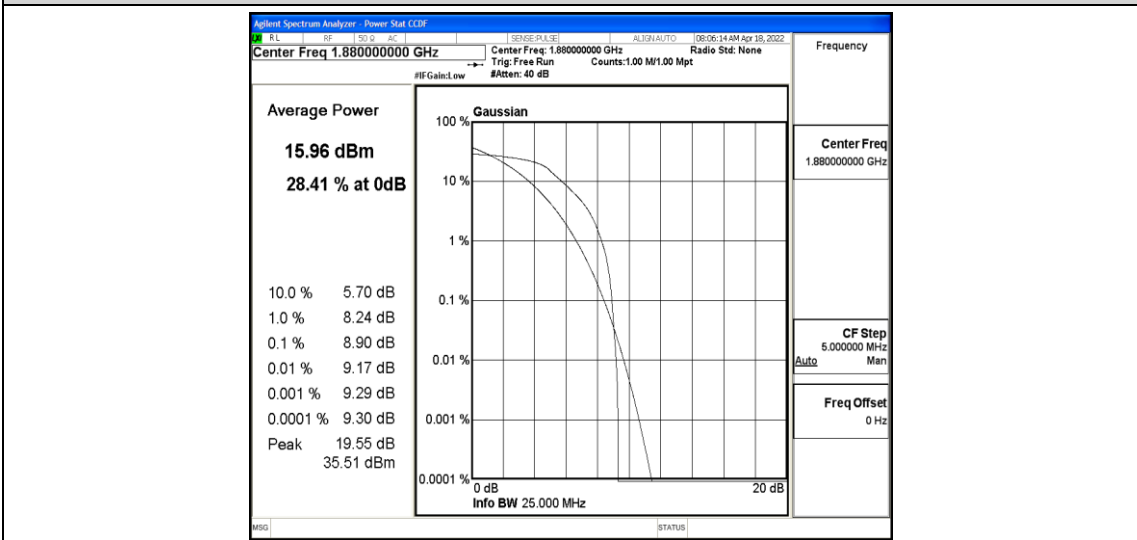 Agilent Spectrum Analyzer - Power Stat CCDF
LXI RL RF 50 Ω AC SENSE:PULSE ALIGN AUTO 08:06:14 AM Apr 18, 2022
Center Freq 1.880000000 GHz
Center Freq: 1.880000000 GHz Radio Std: None
Trig: Free Run Counts:1.00 M/1.00 Mpt
#IFGain:Low #Atten: 40 dB
Average Power
15.96 dBm
28.41 % at 0dB
10.0 % 5.70 dB
1.0 % 8.24 dB
0.1 % 8.90 dB
0.01 % 9.17 dB
0.001 % 9.29 dB
0.0001 % 9.30 dB
Peak 19.55 dB
35.51 dBm
Gaussian
100 %
10 %
1 %
0.1 %
0.01 %
0.001 %
0.0001 %
0 dB 20 dB
Info BW 25.000 MHz
Frequency
Center Freq
1.880000000 GHz
CF Step
5.000000 MHz
Auto Man
Freq Offset
0 Hz
MSG STATUS